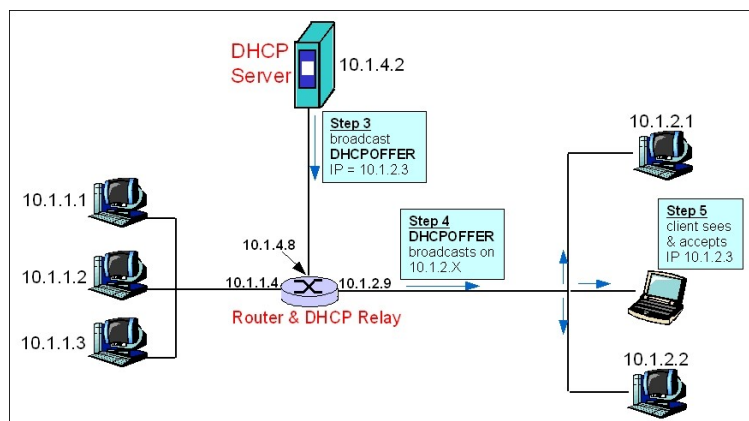 DHCP
Server
10.1.4.2
Step 3
broadcast
DHCPOFFER
IP = 10.1.2.3
10.1.2.1
10.1.1.1
Step 4
DHCPOFFER
broadcasts on
10.1.2.X
Step 5
client sees
& accepts
IP 10.1.2.3
10.1.4.8
10.1.1.2
10.1.1.4
10.1.2.9
Router & DHCP Relay
10.1.1.3
10.1.2.2